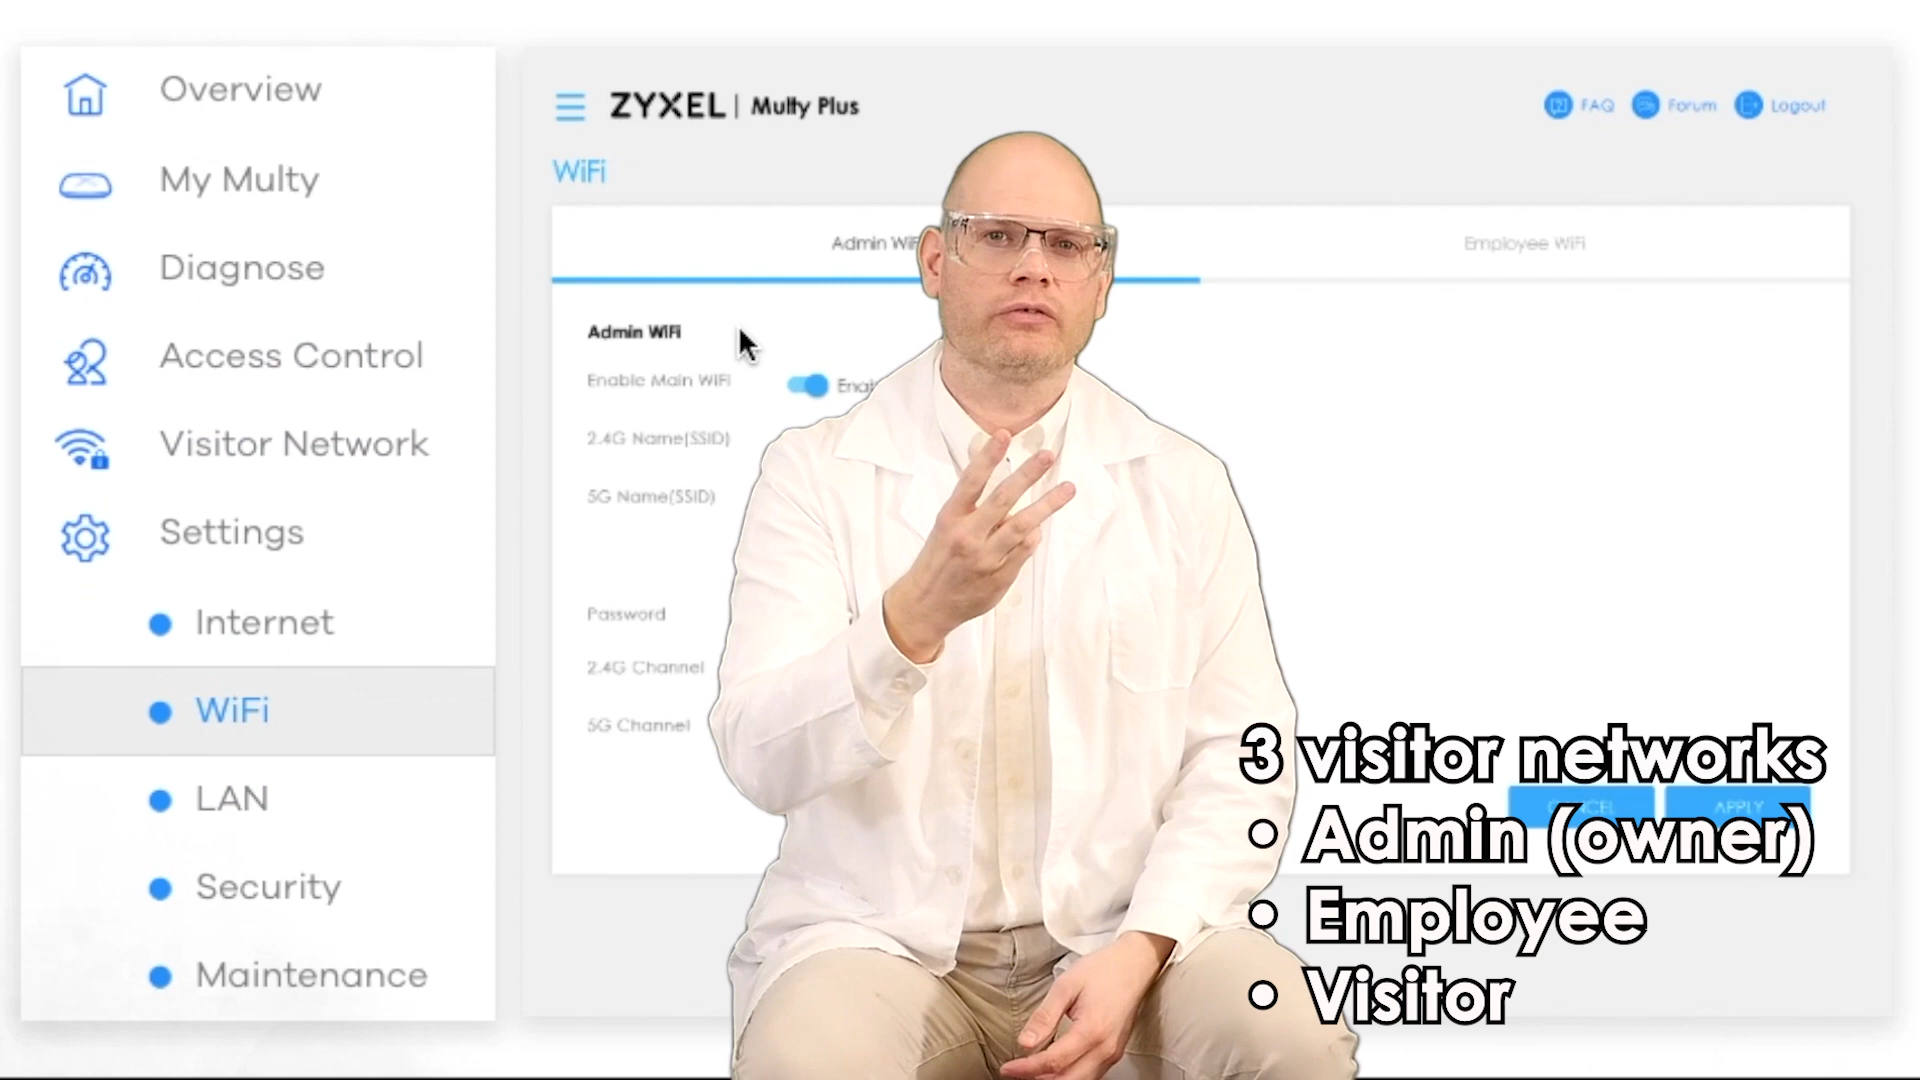 Overview
My Multy
Diagnose
Access Control
Visitor Network
Settings
Internet
WiFi
LAN
Security
Maintenance
ZYXEL | Multy Plus
FAQ Forum Logout
WiFi
Admin WiFi
Employee WiFi
Admin WiFi
Enable Main WiFi
2.4G Name(SSID)
5G Name(SSID)
Password
2.4G Channel
5G Channel
APPLY
3 visitor networks
• Admin (owner)
• Employee
• Visitor